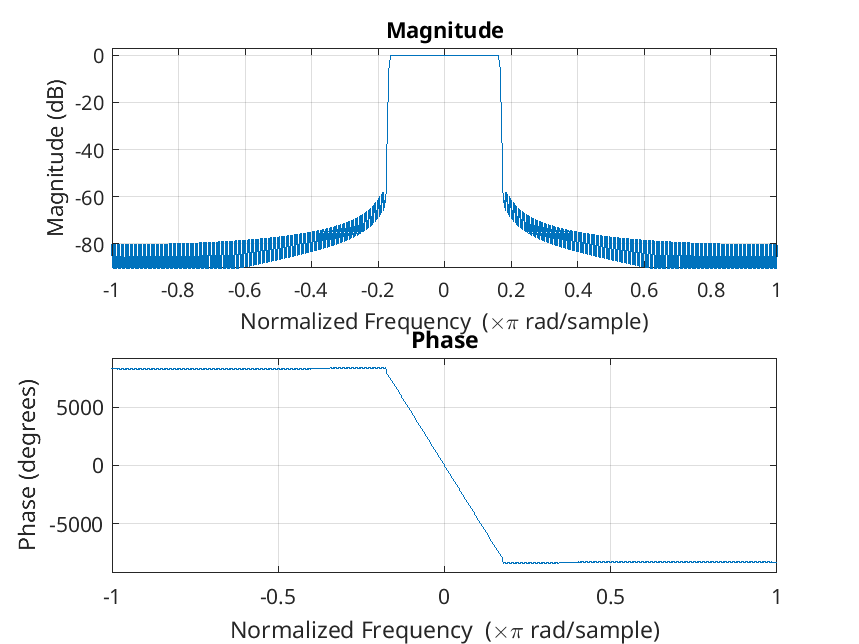 Magnitude
Magnitude (dB)
0
-20
-40
-60
-80
-1 -0.8 -0.6 -0.4 -0.2 0 0.2 0.4 0.6 0.8 1
Normalized Frequency (×π rad/sample)
Phase
Phase (degrees)
5000
0
-5000
-1 -0.5 0 0.5 1
Normalized Frequency (×π rad/sample)